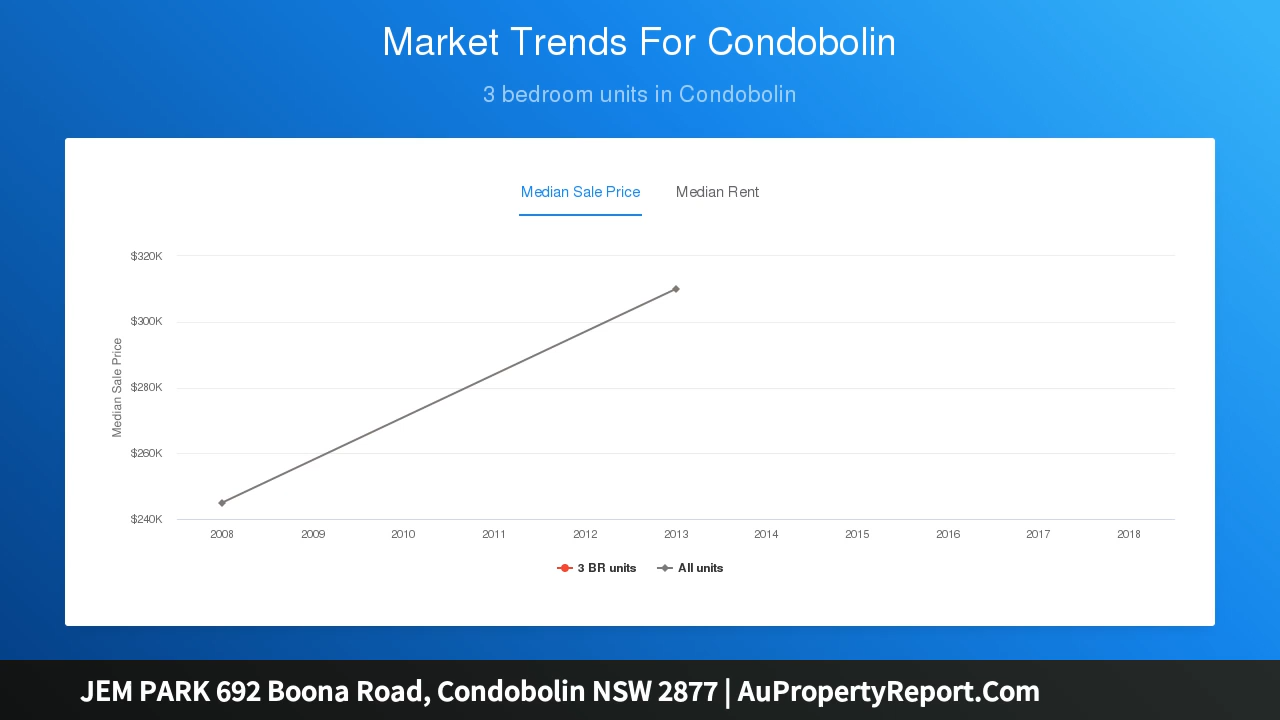 Market Trends For Condobolin
3 bedroom units in Condobolin
Median Sale Price
Median Rent
Median Sale Price
$320K
$300K
$280K
$260K
$240K
2008 2009 2010 2011 2012 2013 2014 2015 2016 2017 2018
3 BR units All units
JEM PARK 692 Boona Road, Condobolin NSW 2877 | AuPropertyReport.Com